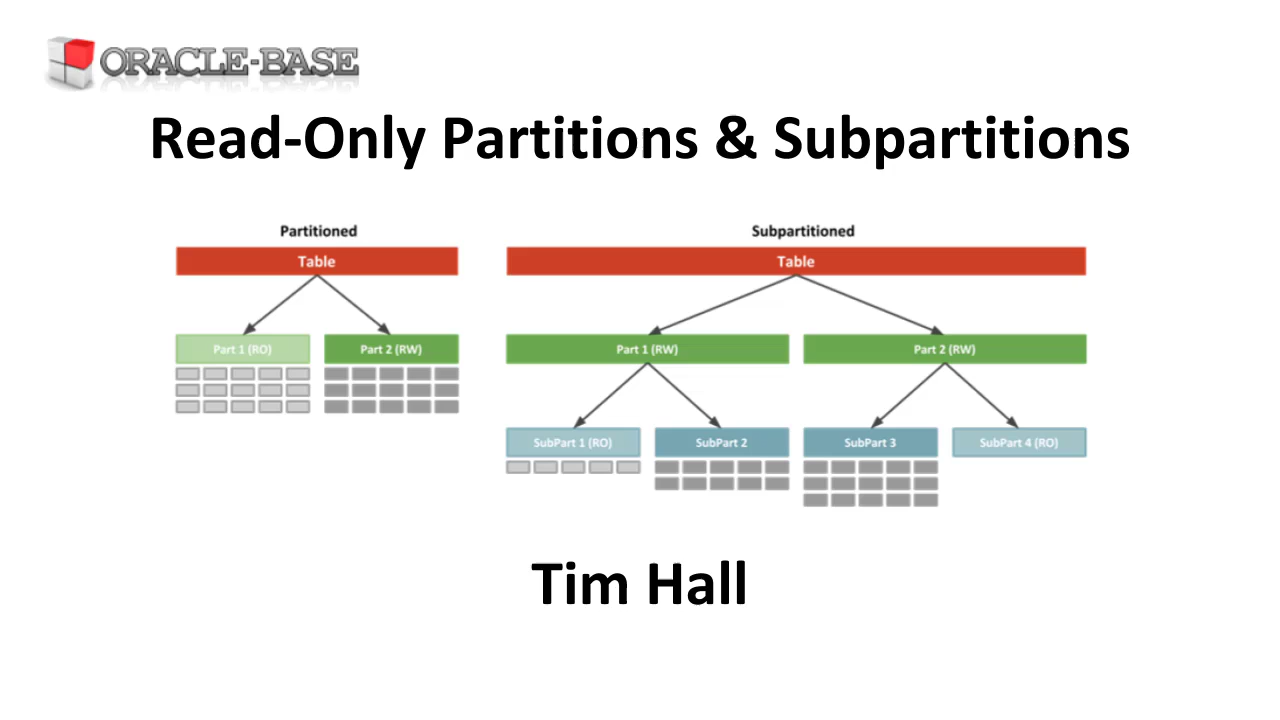 ORACLE-BASE
Read-Only Partitions & Subpartitions
Partitioned
Table
Part 1 (RO)
Part 2 (RW)
Subpartitioned
Table
Part 1 (RW)
Part 2 (RW)
SubPart 1 (RO)
SubPart 2
SubPart 3
SubPart 4 (RO)
Tim Hall